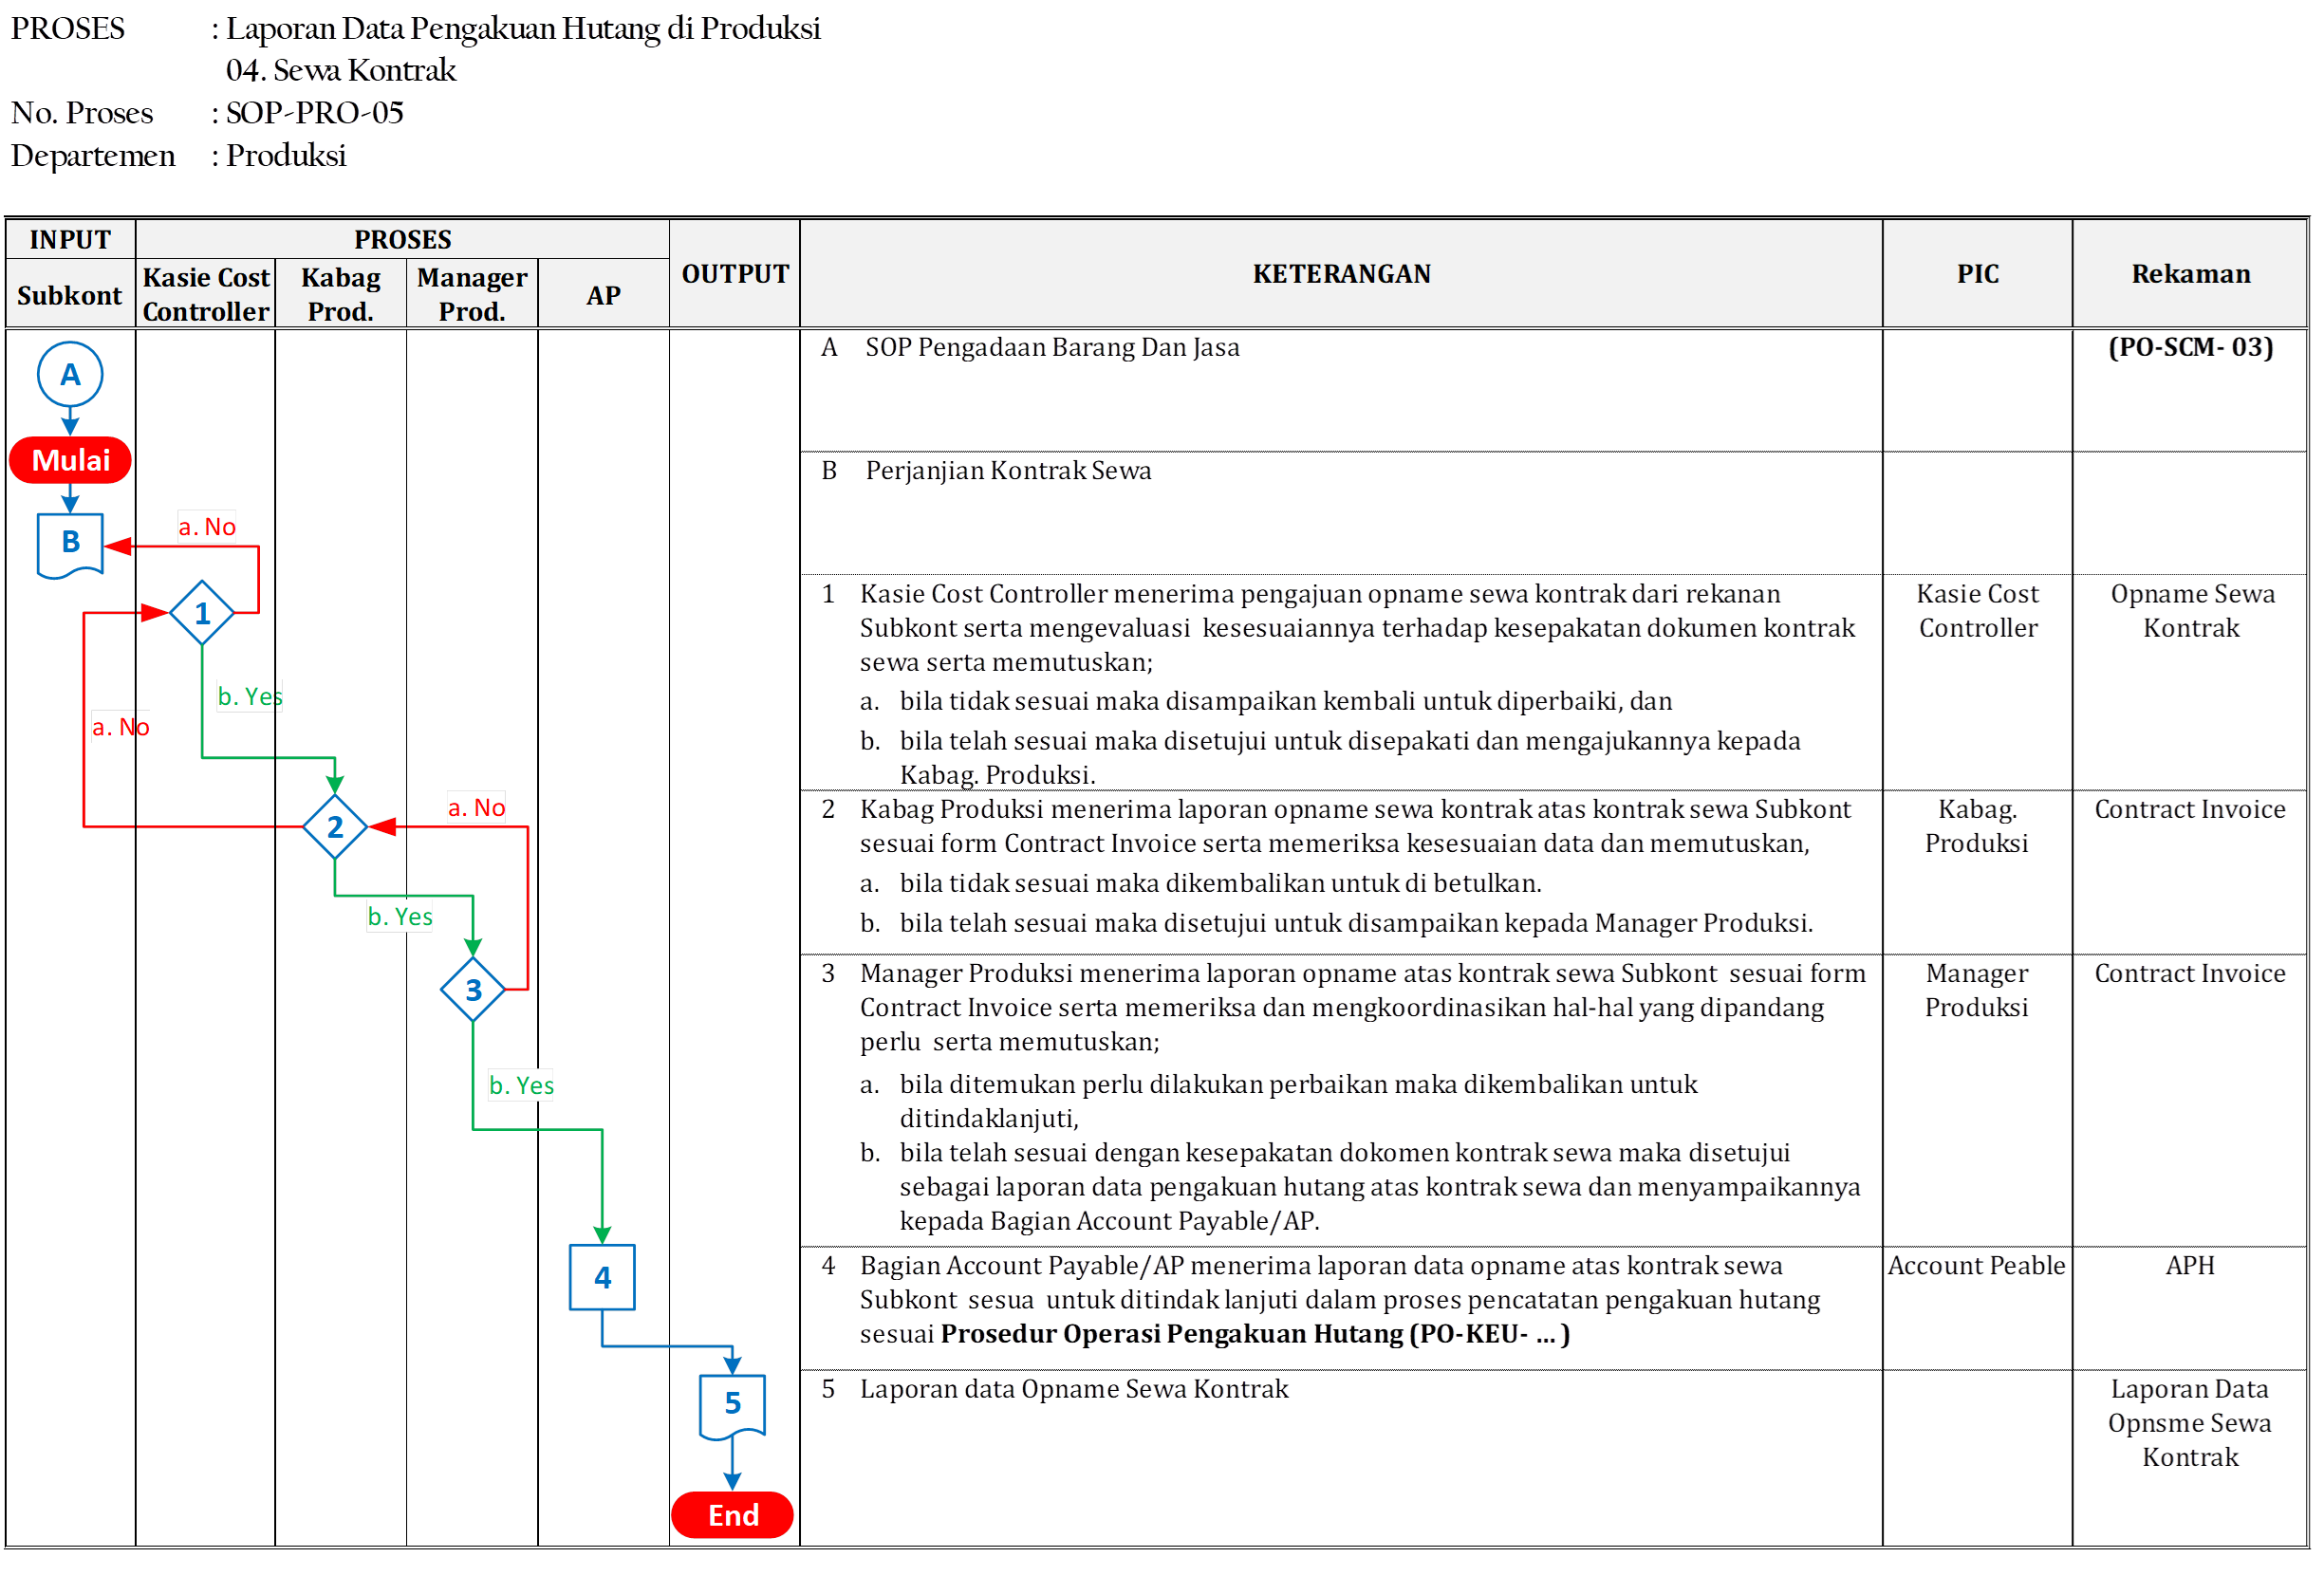 PROSES : Laporan Data Pengakuan Hutang di Produksi
04. Sewa Kontrak
No. Proses : SOP-PRO-05
Departemen : Produksi
INPUT PROSES OUTPUT KETERANGAN PIC Rekaman
Subkont Kasie Cost Controller Kabag Prod. Manager Prod. AP
A
Mulai
B
a. No
1
b. Yes
a. No
2
a. No
b. Yes
3
b. Yes
4
5
End
A SOP Pengadaan Barang Dan Jasa (PO-SCM- 03)
B Perjanjian Kontrak Sewa
1 Kasie Cost Controller menerima pengajuan opname sewa kontrak dari rekanan
Subkont serta mengevaluasi kesesuaiannya terhadap kesepakatan dokumen kontrak
sewa serta memutuskan;
a. bila tidak sesuai maka disampaikan kembali untuk diperbaiki, dan
b. bila telah sesuai maka disetujui untuk disepakati dan mengajukannya kepada
Kabag. Produksi.
Kasie Cost
Controller
Opname Sewa
Kontrak
2 Kabag Produksi menerima laporan opname sewa kontrak atas kontrak sewa Subkont
sesuai form Contract Invoice serta memeriksa kesesuaian data dan memutuskan,
a. bila tidak sesuai maka dikembalikan untuk di betulkan.
b. bila telah sesuai maka disetujui untuk disampaikan kepada Manager Produksi.
Kabag.
Produksi
Contract Invoice
3 Manager Produksi menerima laporan opname atas kontrak sewa Subkont sesuai form
Contract Invoice serta memeriksa dan mengkoordinasikan hal-hal yang dipandang
perlu serta memutuskan;
a. bila ditemukan perlu dilakukan perbaikan maka dikembalikan untuk
ditindaklanjuti,
b. bila telah sesuai dengan kesepakatan dokomen kontrak sewa maka disetujui
sebagai laporan data pengakuan hutang atas kontrak sewa dan menyampaikannya
kepada Bagian Account Payable/AP.
Manager
Produksi
Contract Invoice
4 Bagian Account Payable/AP menerima laporan data opname atas kontrak sewa
Subkont sesua untuk ditindak lanjuti dalam proses pencatatan pengakuan hutang
sesuai Prosedur Operasi Pengakuan Hutang (PO-KEU- ... )
Account Peable
APH
5 Laporan data Opname Sewa Kontrak
Laporan Data
Opnsme Sewa
Kontrak